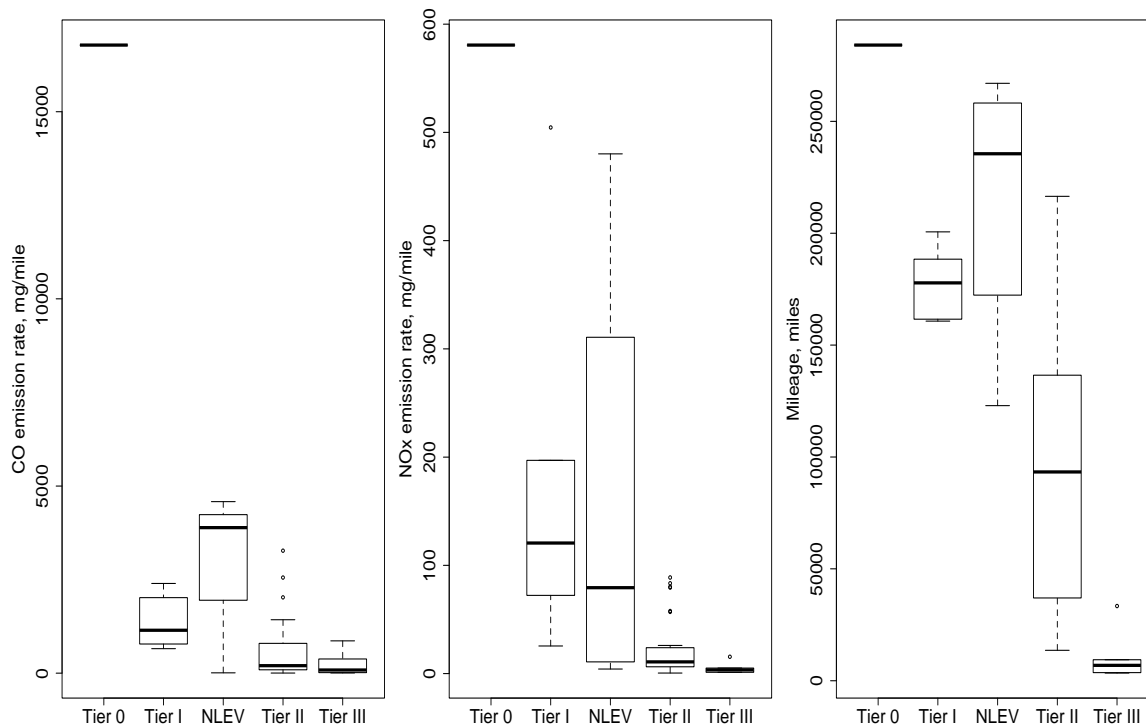 CO emission rate, mg/mile
0
5000
10000
15000
Tier 0 Tier I NLEV Tier II Tier III
NOx emission rate, mg/mile
0
100
200
300
400
500
600
Tier 0 Tier I NLEV Tier II Tier III
Mileage, miles
0
50000
100000
150000
200000
250000
Tier 0 Tier I NLEV Tier II Tier III